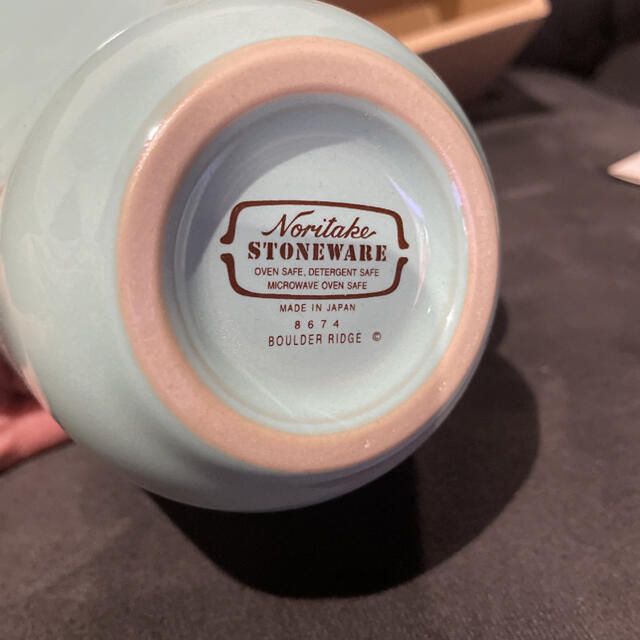 Noritake
STONEWARE
OVEN SAFE, DETERGENT SAFE
MICROWAVE OVEN SAFE
MADE IN JAPAN
8674
BOULDER RIDGE ©